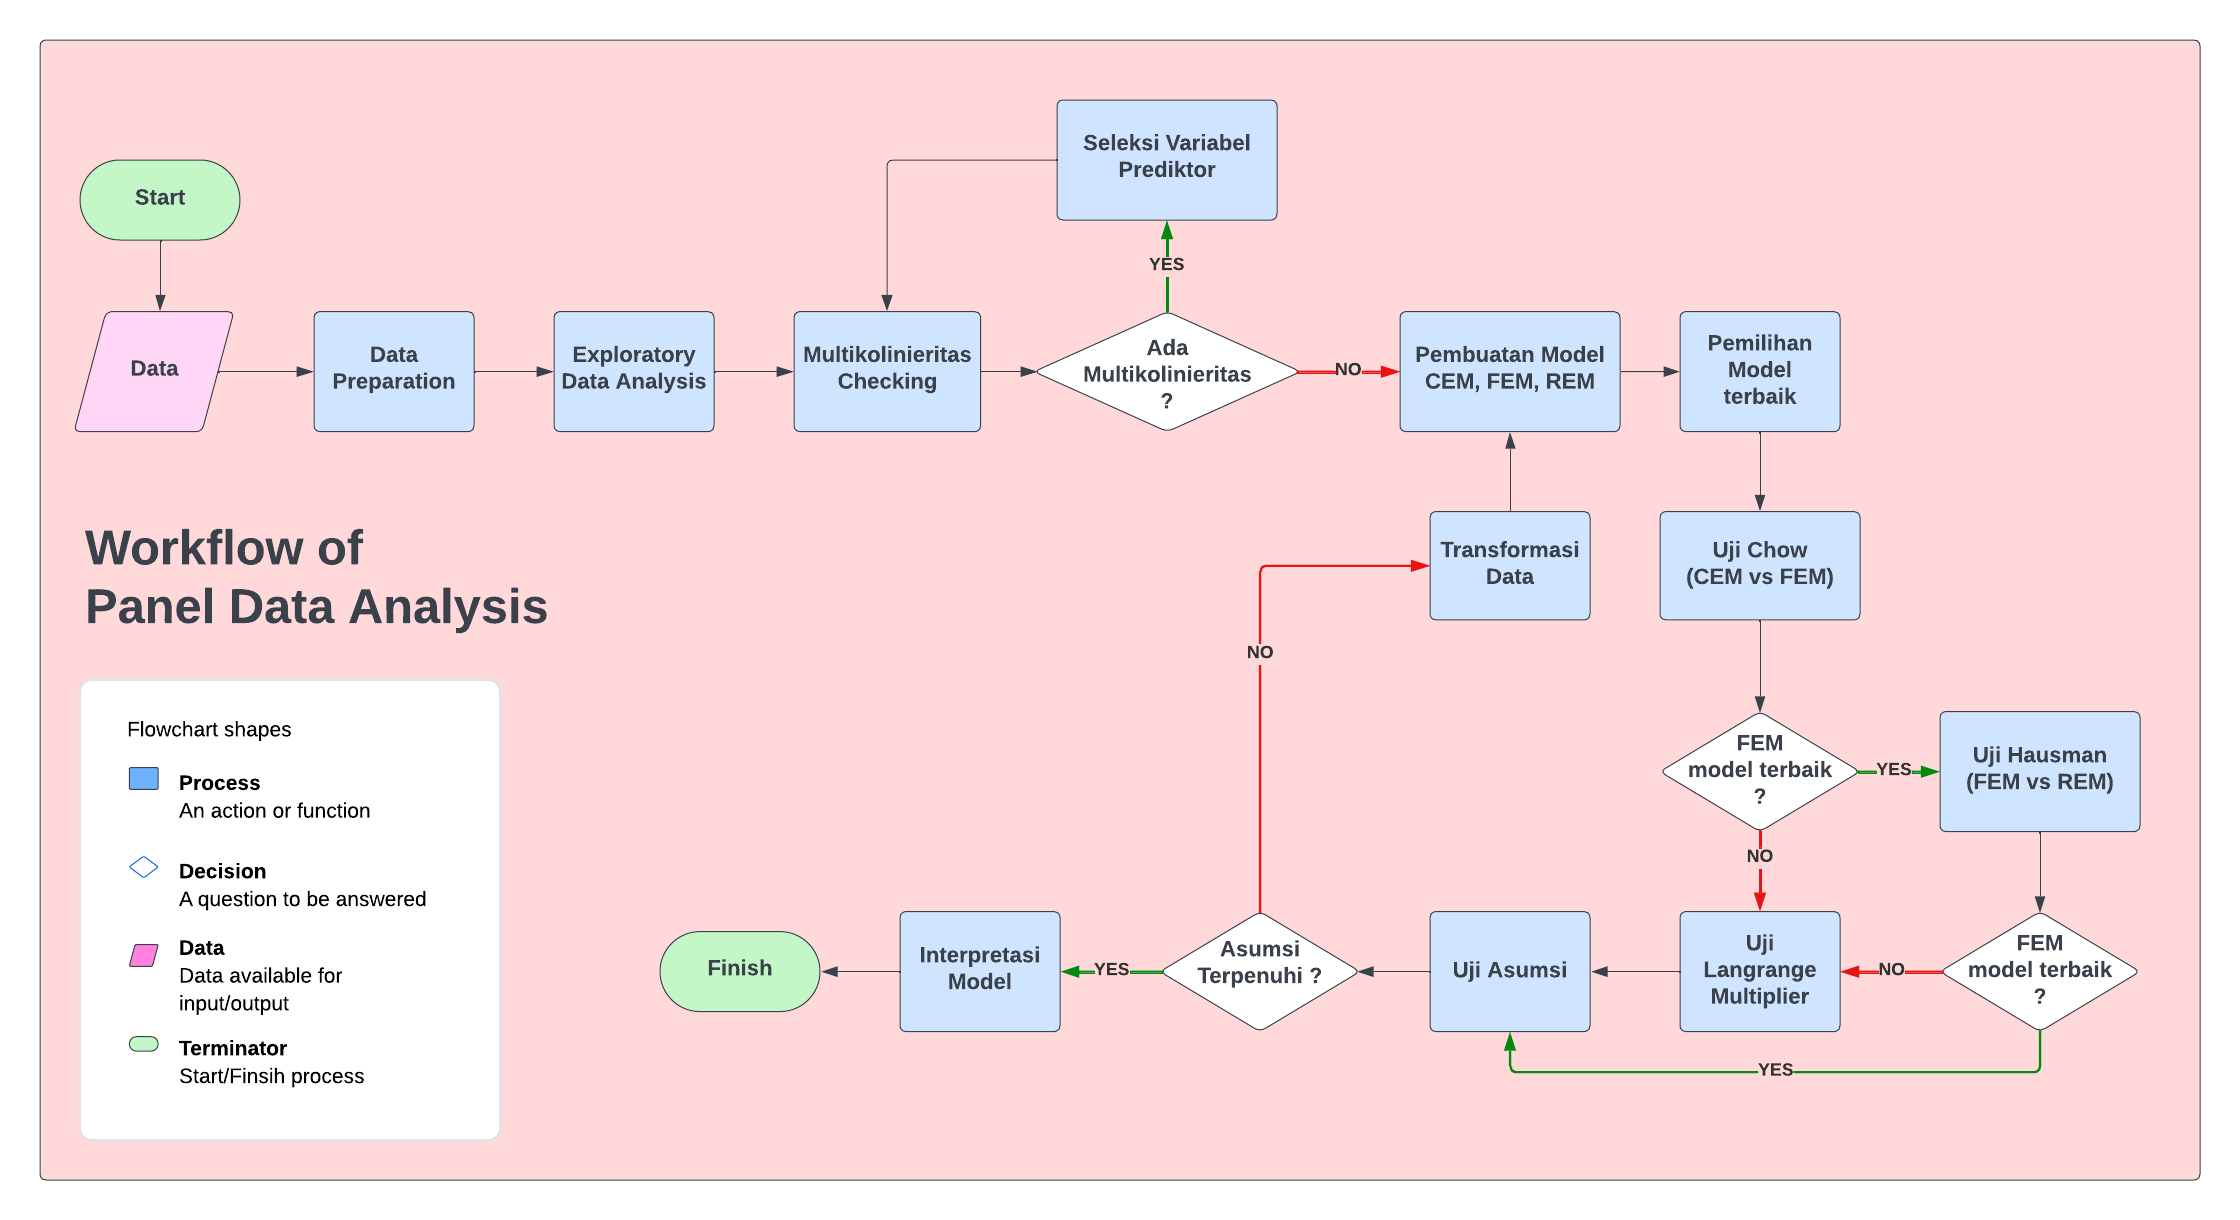 Seleksi Variabel
Prediktor
Start
YES
Data
Data
Preparation
Exploratory
Data Analysis
Multikolinieritas
Checking
Ada
Multikolinieritas
?
NO
Pembuatan Model
CEM, FEM, REM
Pemilihan
Model
terbaik
Workflow of
Panel Data Analysis
Transformasi
Data
Uji Chow
(CEM vs FEM)
NO
FEM
model terbaik
?
YES
Uji Hausman
(FEM vs REM)
NO
Finish
Interpretasi
Model
YES
Asumsi
Terpenuhi ?
Uji Asumsi
Uji
Langrange
Multiplier
NO
FEM
model terbaik
?
YES
Flowchart shapes
Process
An action or function
Decision
A question to be answered
Data
Data available for
input/output
Terminator
Start/Finsih process